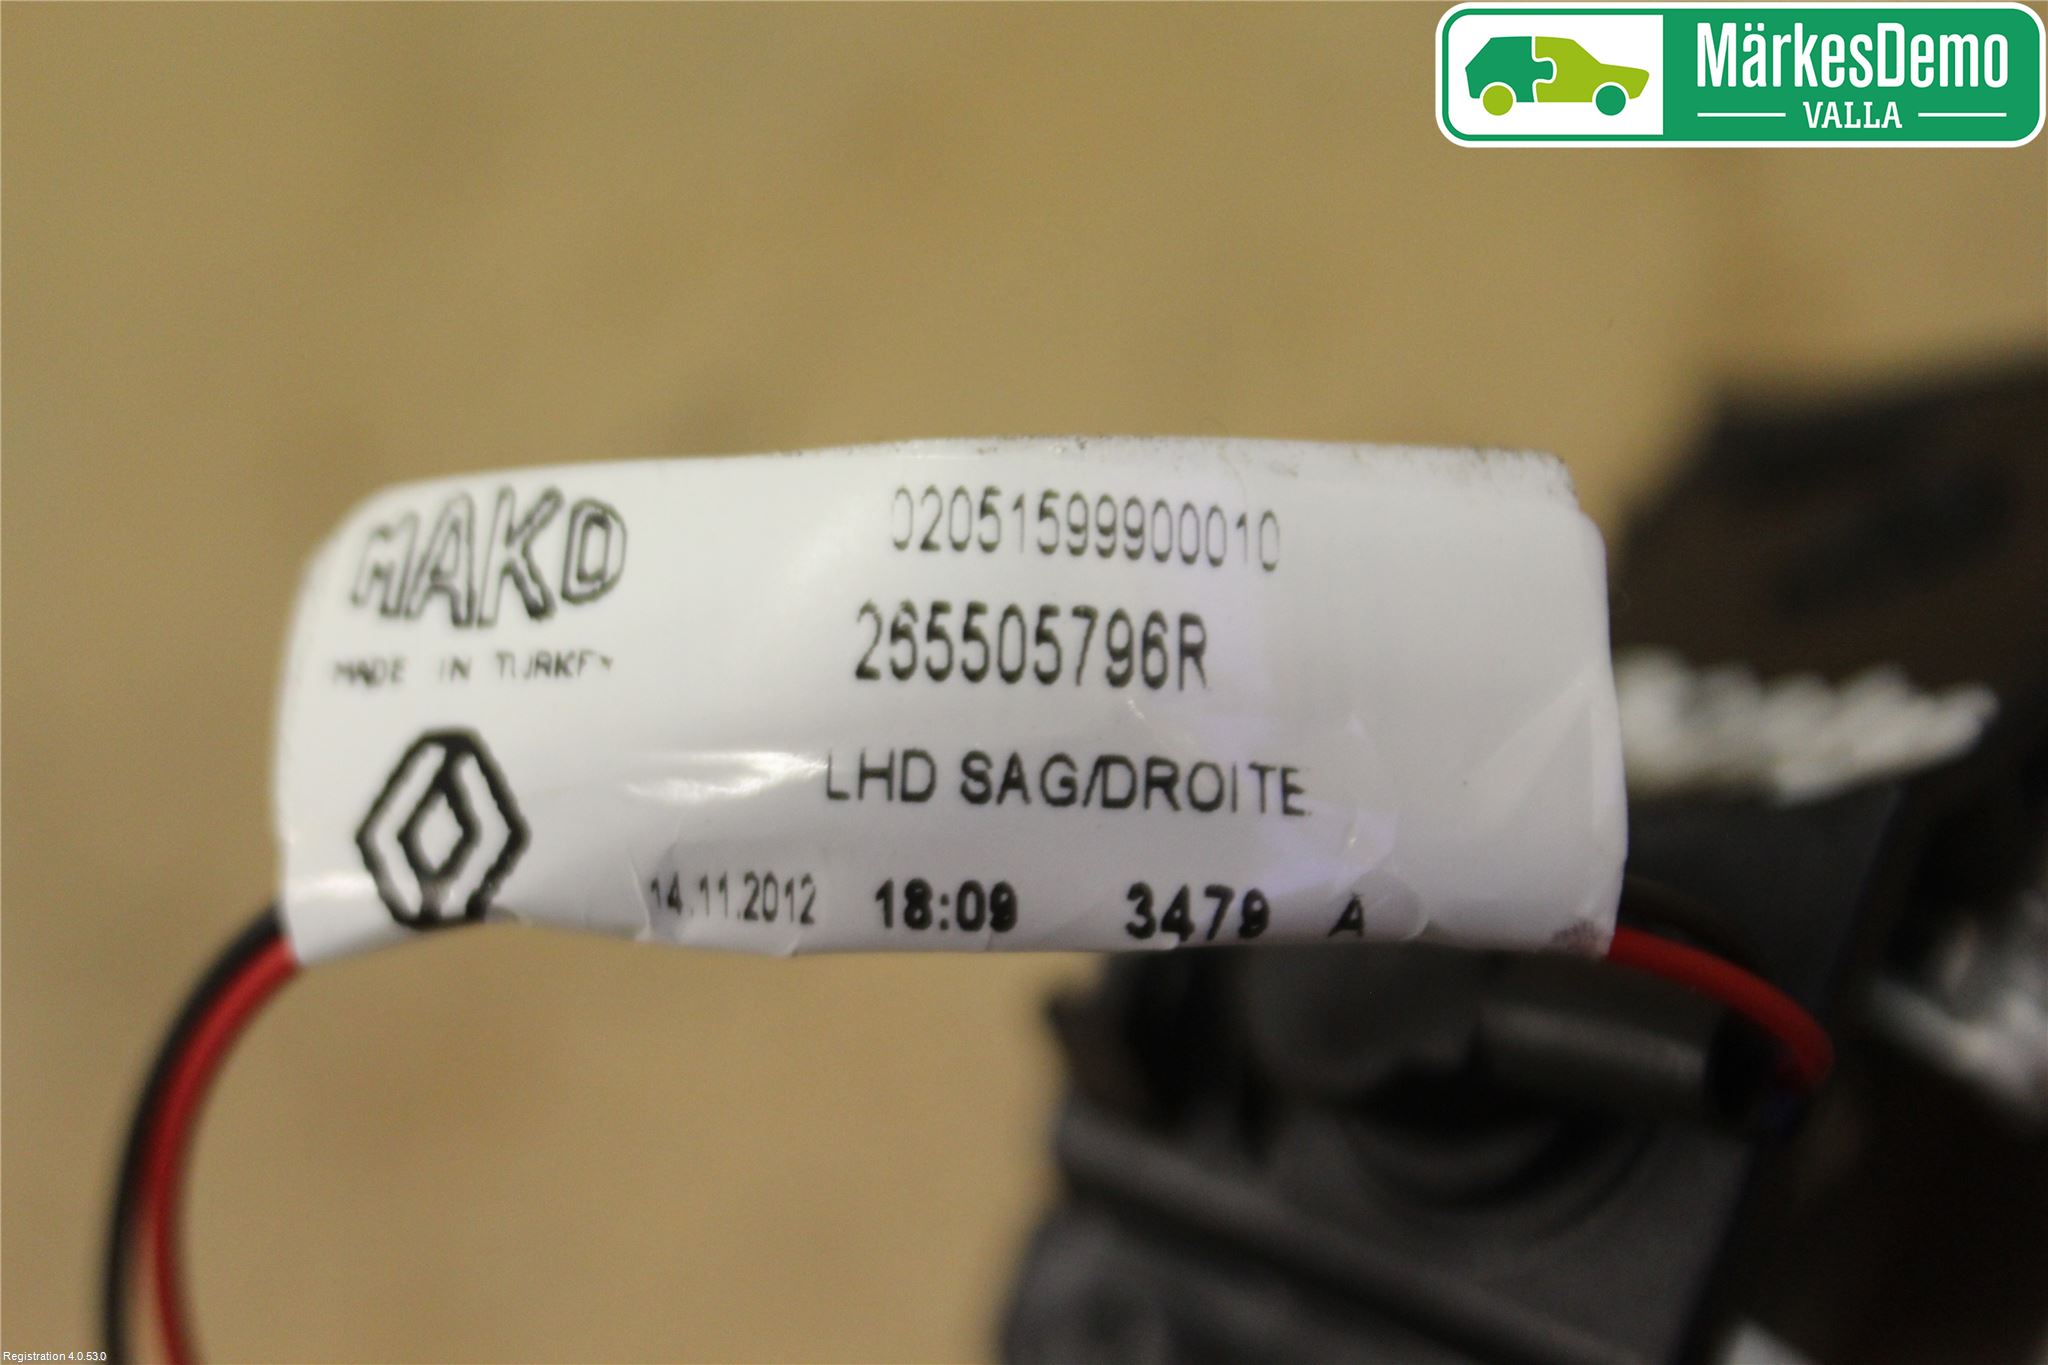 MärkesDemo
VALLA
MAKO
MADE IN TURKEY
02051599900010
265505796R
LHD SAG/DROITE
14.11.2012 18:09 3479 A
Registration 4.0.53.0